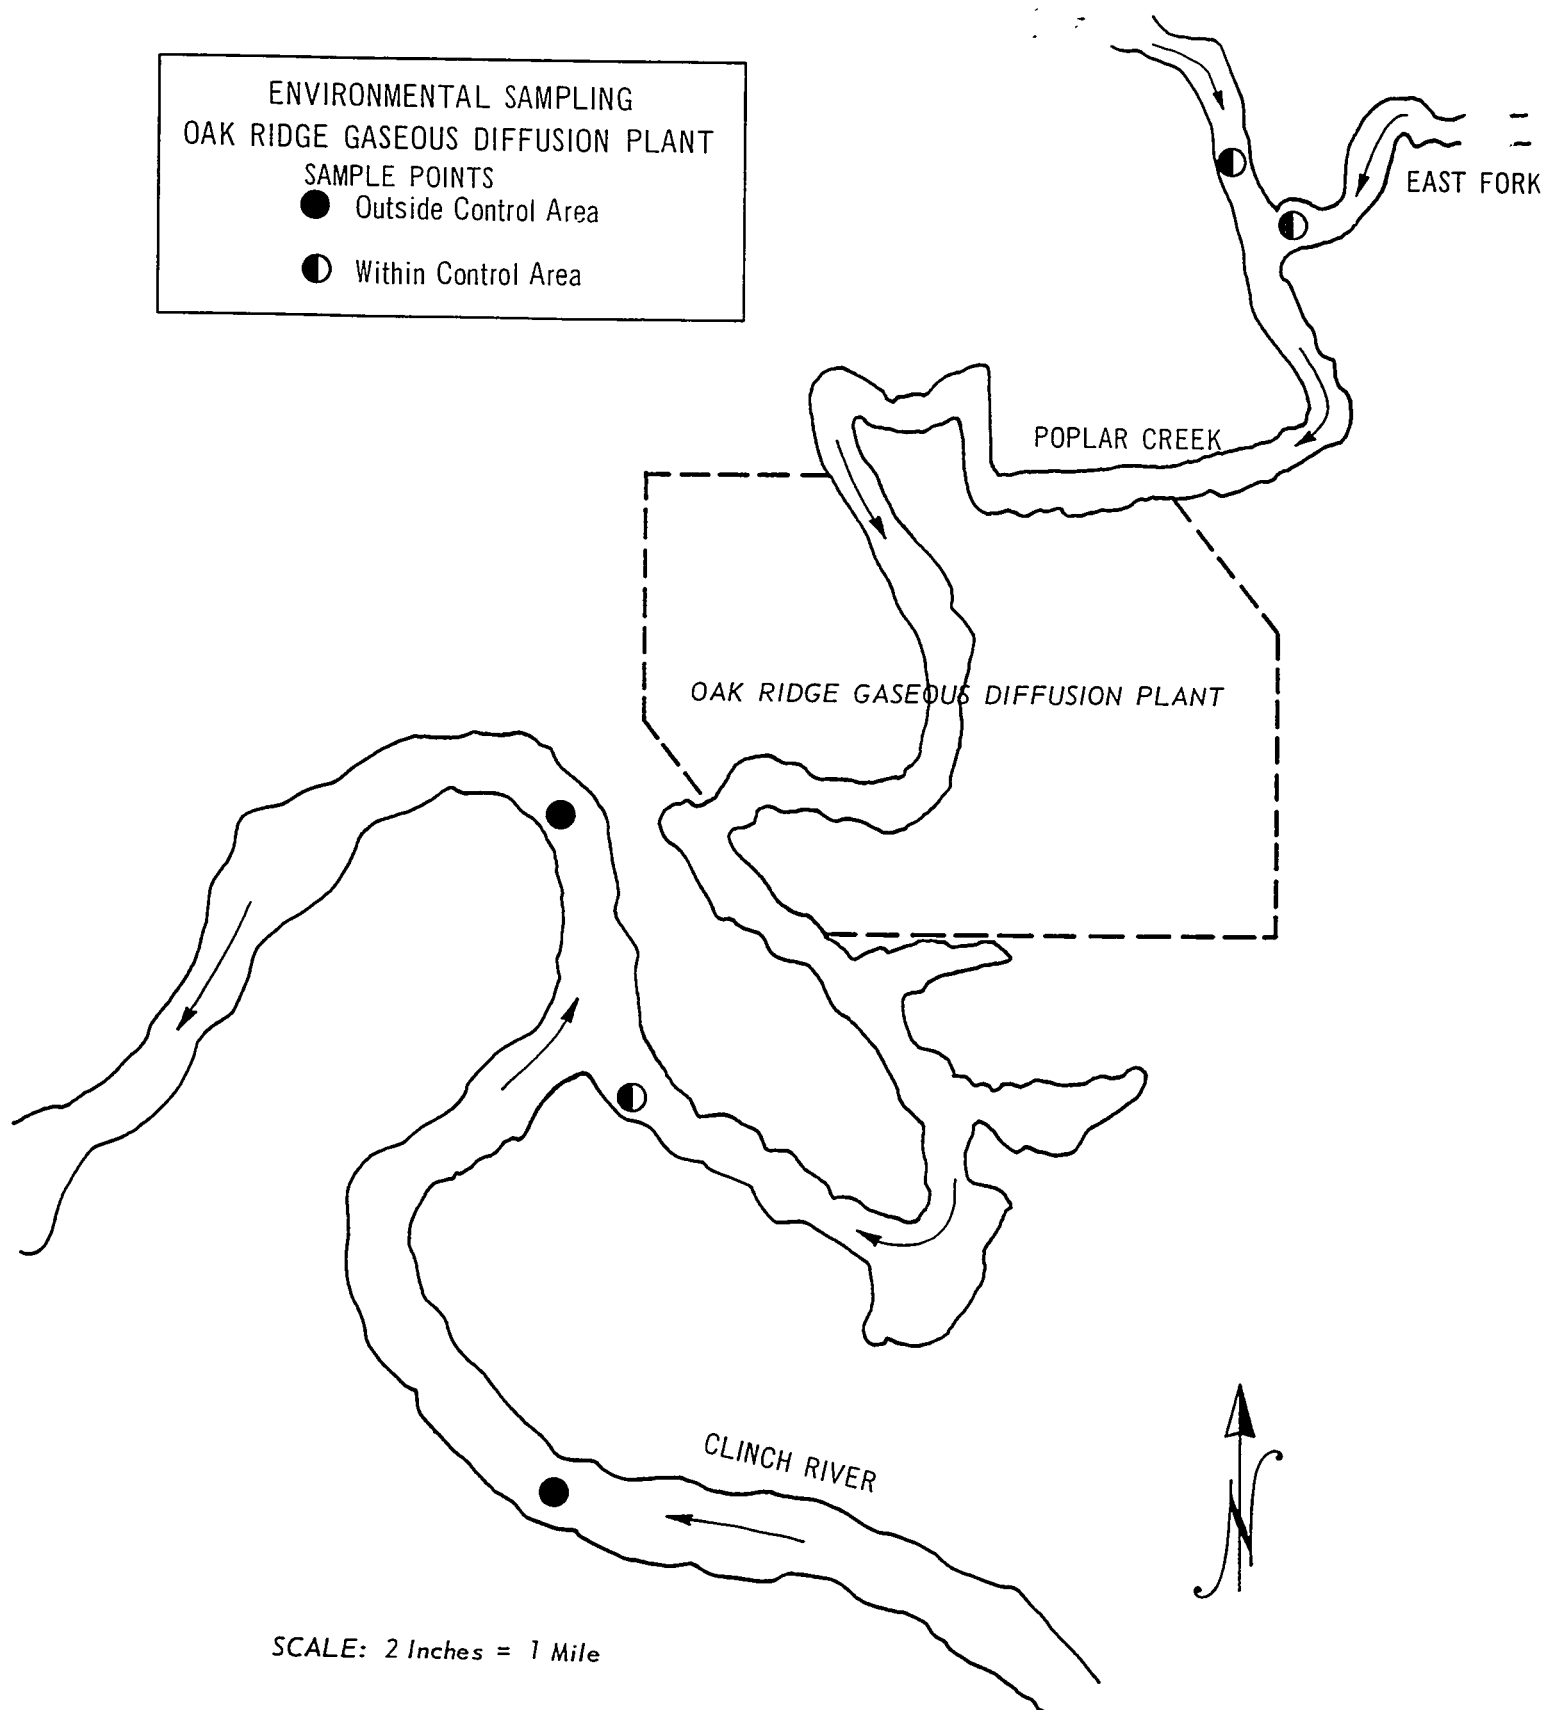 ENVIRONMENTAL SAMPLING
OAK RIDGE GASEOUS DIFFUSION PLANT
SAMPLE POINTS
Outside Control Area
Within Control Area
EAST FORK
POPLAR CREEK
OAK RIDGE GASEOUS DIFFUSION PLANT
CLINCH RIVER
N
SCALE: 2 Inches = 1 Mile